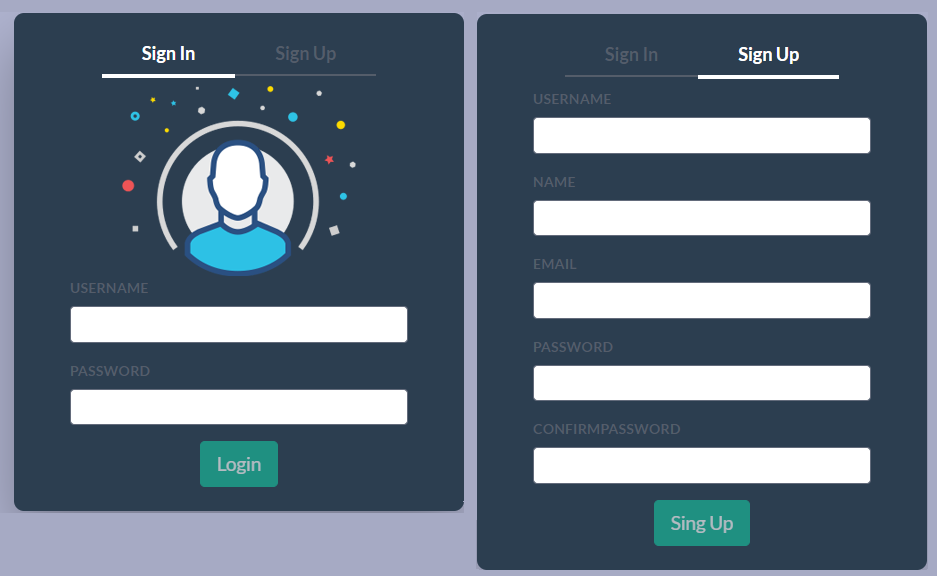 Sign In Sign Up
USERNAME
PASSWORD
Login
Sign In Sign Up
USERNAME
NAME
EMAIL
PASSWORD
CONFIRMPASSWORD
Sing Up